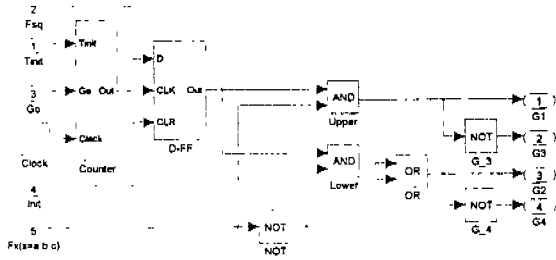 2
Fsq
1
Tinit
3
Go
Clock
4
Init
5
Fx(s=a b c)
Tinit
Go Out
Clock
Counter
D
CLK Out
CLR
D-FF
NOT
NOT
AND
Upper
AND
Lower
OR
OR
NOT
G_3
NOT
G_4
1
G1
2
G3
3
G2
4
G4